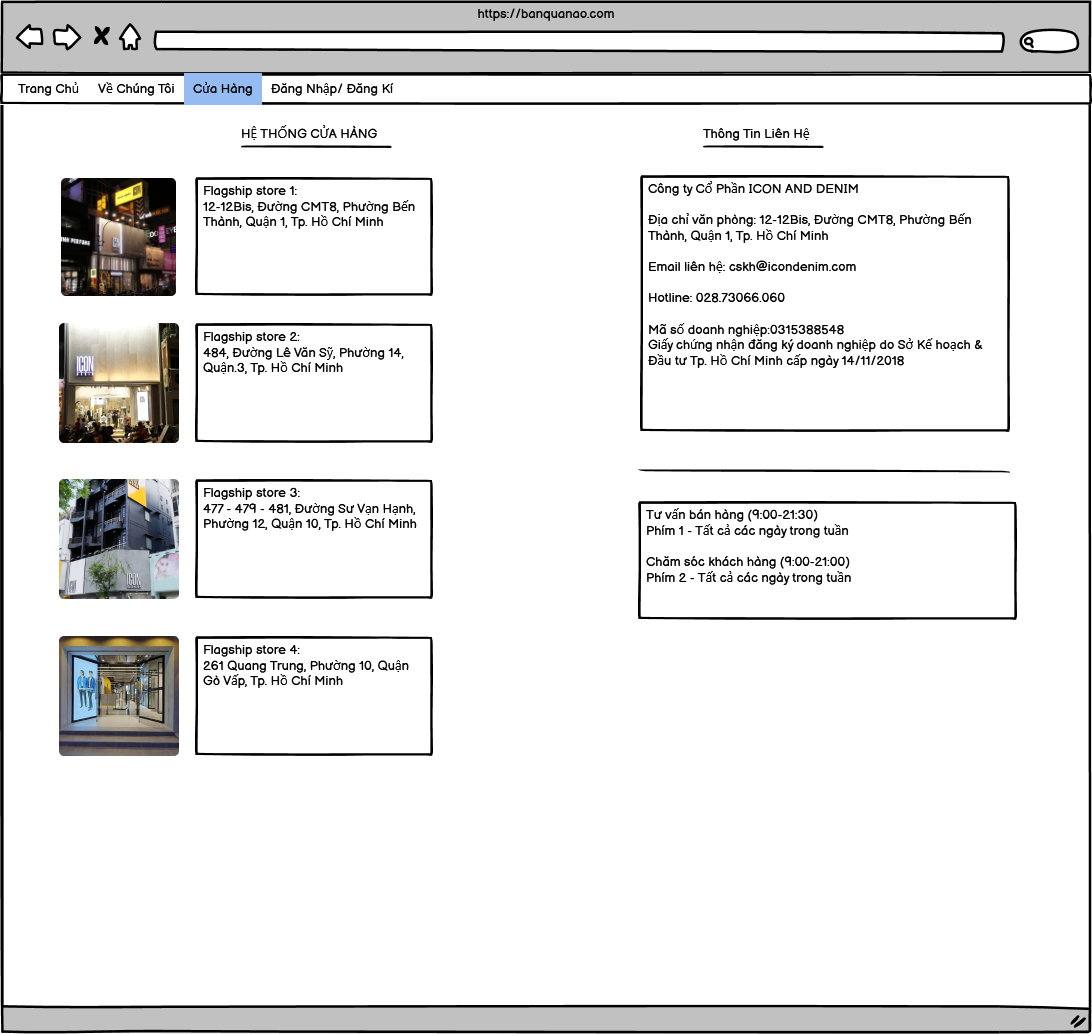 https://banquanao.com
Trang Chủ
Về Chúng Tôi
Cửa Hàng
Đăng Nhập/ Đăng Kí
HỆ THỐNG CỬA HÀNG
Flagship store 1:
12-12Bis, Đường CMT8, Phường Bến
Thành, Quận 1, Tp. Hồ Chí Minh
ICON
Flagship store 2:
484, Đường Lê Văn Sỹ, Phường 14,
Quận.3, Tp. Hồ Chí Minh
ICON
Flagship store 3:
477 - 479 - 481, Đường Sư Vạn Hạnh,
Phường 12, Quận 10, Tp. Hồ Chí Minh
Flagship store 4:
261 Quang Trung, Phường 10, Quận
Gò Vấp, Tp. Hồ Chí Minh
Thông Tin Liên Hệ
Công ty Cổ Phần ICON AND DENIM
Địa chỉ văn phòng: 12-12Bis, Đường CMT8, Phường Bến
Thành, Quận 1, Tp. Hồ Chí Minh
Email liên hệ: cskh@icondenim.com
Hotline: 028.73066.060
Mã số doanh nghiệp:0315388548
Giấy chứng nhận đăng ký doanh nghiệp do Sở Kế hoạch &
Đầu tư Tp. Hồ Chí Minh cấp ngày 14/11/2018
Tư vấn bán hàng (9:00-21:30)
Phím 1 - Tất cả các ngày trong tuần
Chăm sóc khách hàng (9:00-21:00)
Phím 2 - Tất cả các ngày trong tuần